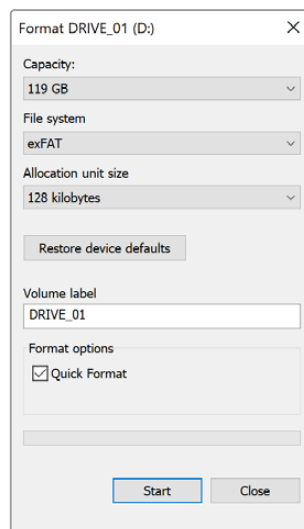 Format DRIVE_01 (D:)
Capacity:
119 GB
File system
exFAT
Allocation unit size
128 kilobytes
Restore device defaults
Volume label
DRIVE_01
Format options
Quick Format
Start Close